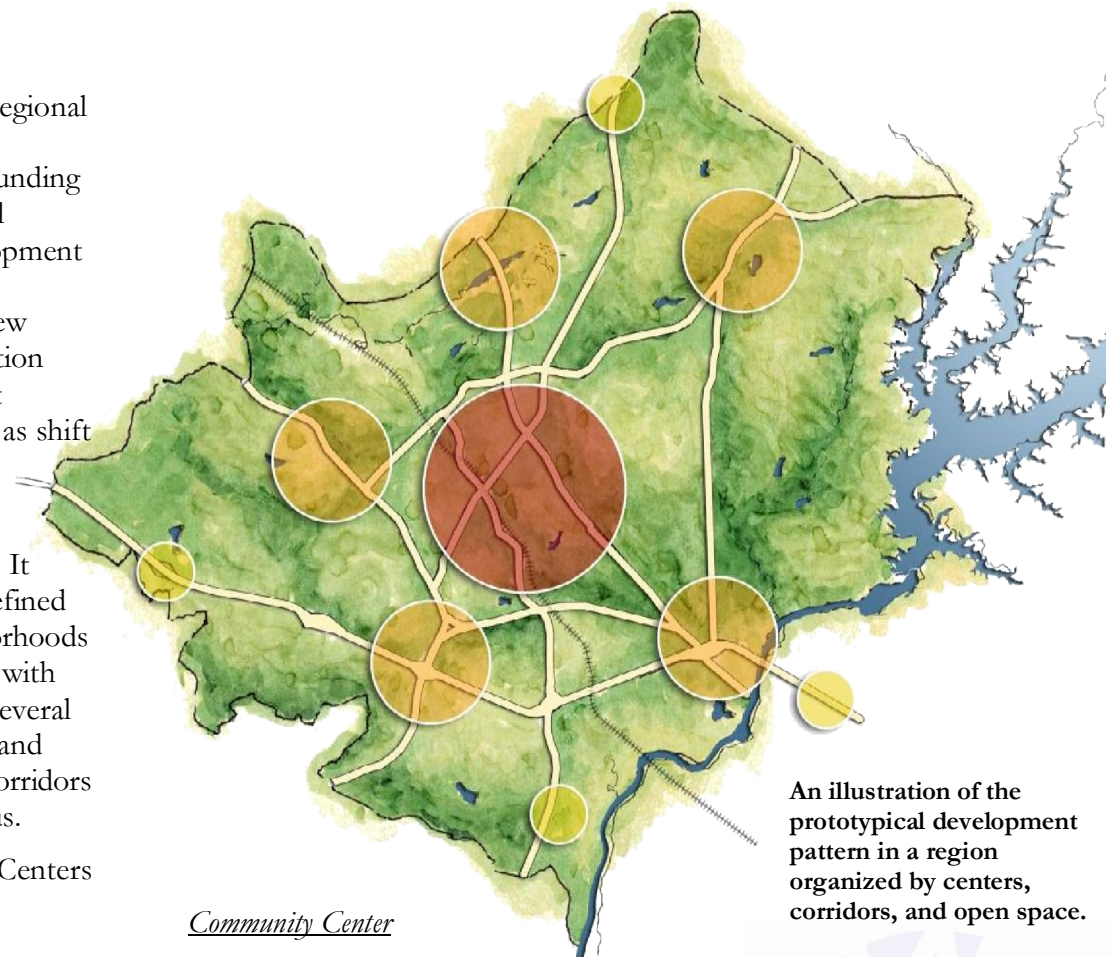 egional
unding
l
opment
ew
tion
t
as shift
It
efined
orhoods
with
everal
and
orridors
us.
Centers
Community Center
An illustration of the
prototypical development
pattern in a region
organized by centers,
corridors, and open space.